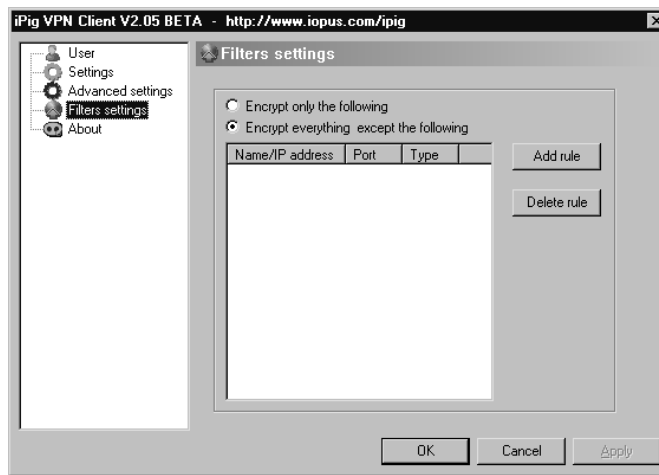 iPig VPN Client V2.05 BETA - http://www.iopus.com/ipig
User
Settings
Advanced settings
Filters settings
About
Filters settings
Encrypt only the following
Encrypt everything except the following
Name/IP address Port Type
Add rule
Delete rule
OK Cancel Apply